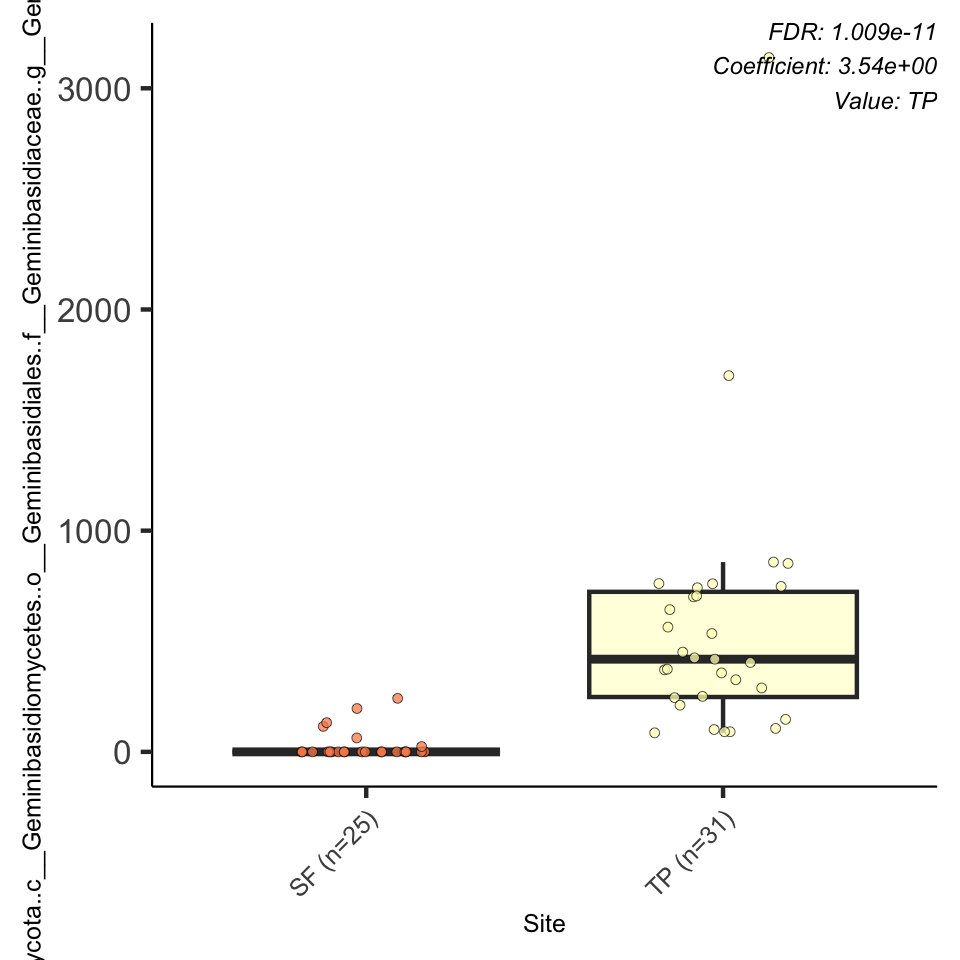 ycota..c__Geminibasidiomycetes..o__Geminibasidiales..f__Geminibasidiaceae..g__Ge
FDR: 1.009e-11
Coefficient: 3.54e+00
Value: TP
3000
2000
1000
0
SF (n=25)
TP (n=31)
Site